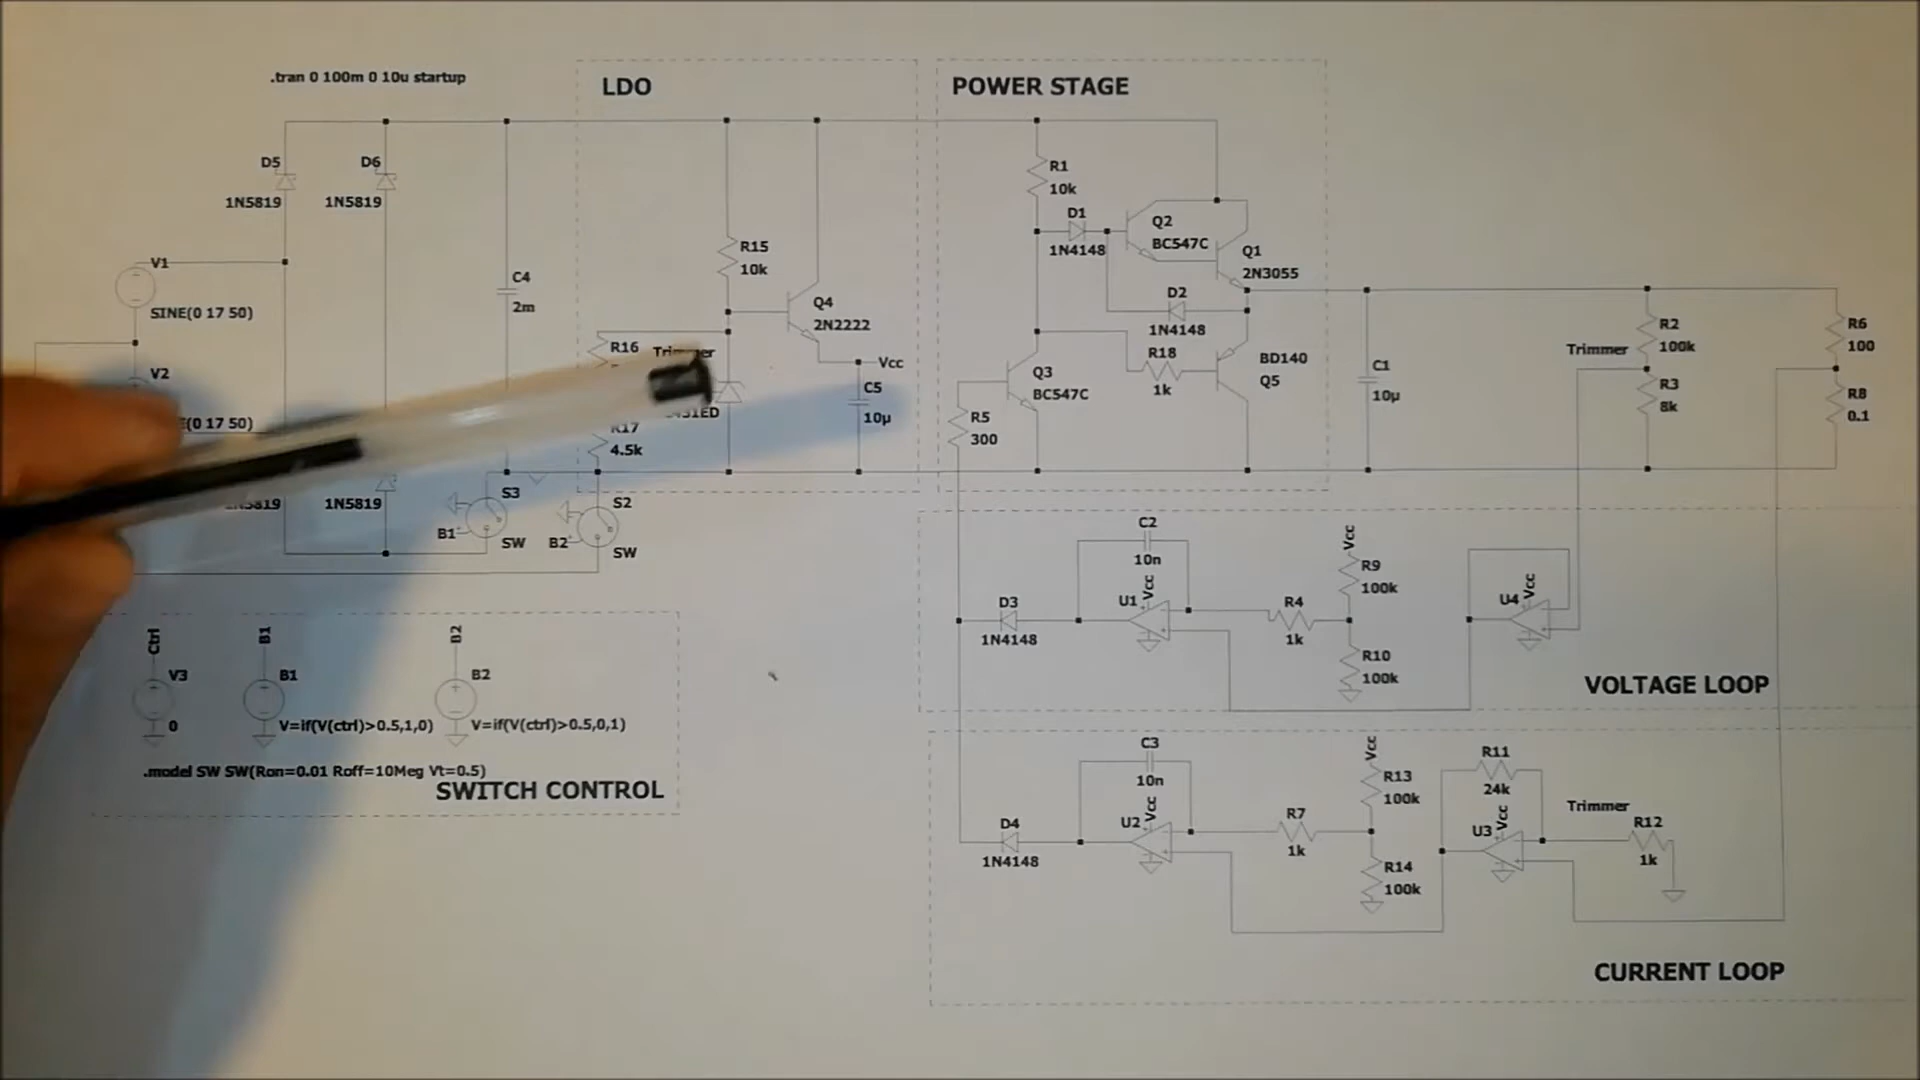 .tran 0 100m 0 10u startup
LDO
POWER STAGE
D5
1N5819
D6
1N5819
V1
SINE(0 17 50)
V2
(0 17 50)
C4
2m
R15
10k
Q4
2N2222
R16
Trimmer
R17
4.5k
Vcc
C5
10µ
1N5819
S3
B1
SW
S2
B2
SW
R1
10k
D1
1N4148
Q2
BC547C
Q1
2N3055
D2
1N4148
R18
1k
BD140
Q5
Q3
BC547C
R5
300
C1
10µ
Trimmer
R2
100k
R3
8k
R6
100
R8
0.1
C2
10n
Vcc
U1
D3
1N4148
R4
1k
Vcc
R9
100k
R10
100k
U4
Vcc
VOLTAGE LOOP
C3
10n
Vcc
U2
D4
1N4148
R7
1k
Vcc
R13
100k
R14
100k
R11
24k
Vcc
U3
Trimmer
R12
1k
CURRENT LOOP
Ctrl
V3
0
B1
B1
V=if(V(ctrl)>0.5,1,0)
B2
B2
V=if(V(ctrl)>0.5,0,1)
.model SW SW(Ron=0.01 Roff=10Meg Vt=0.5)
SWITCH CONTROL